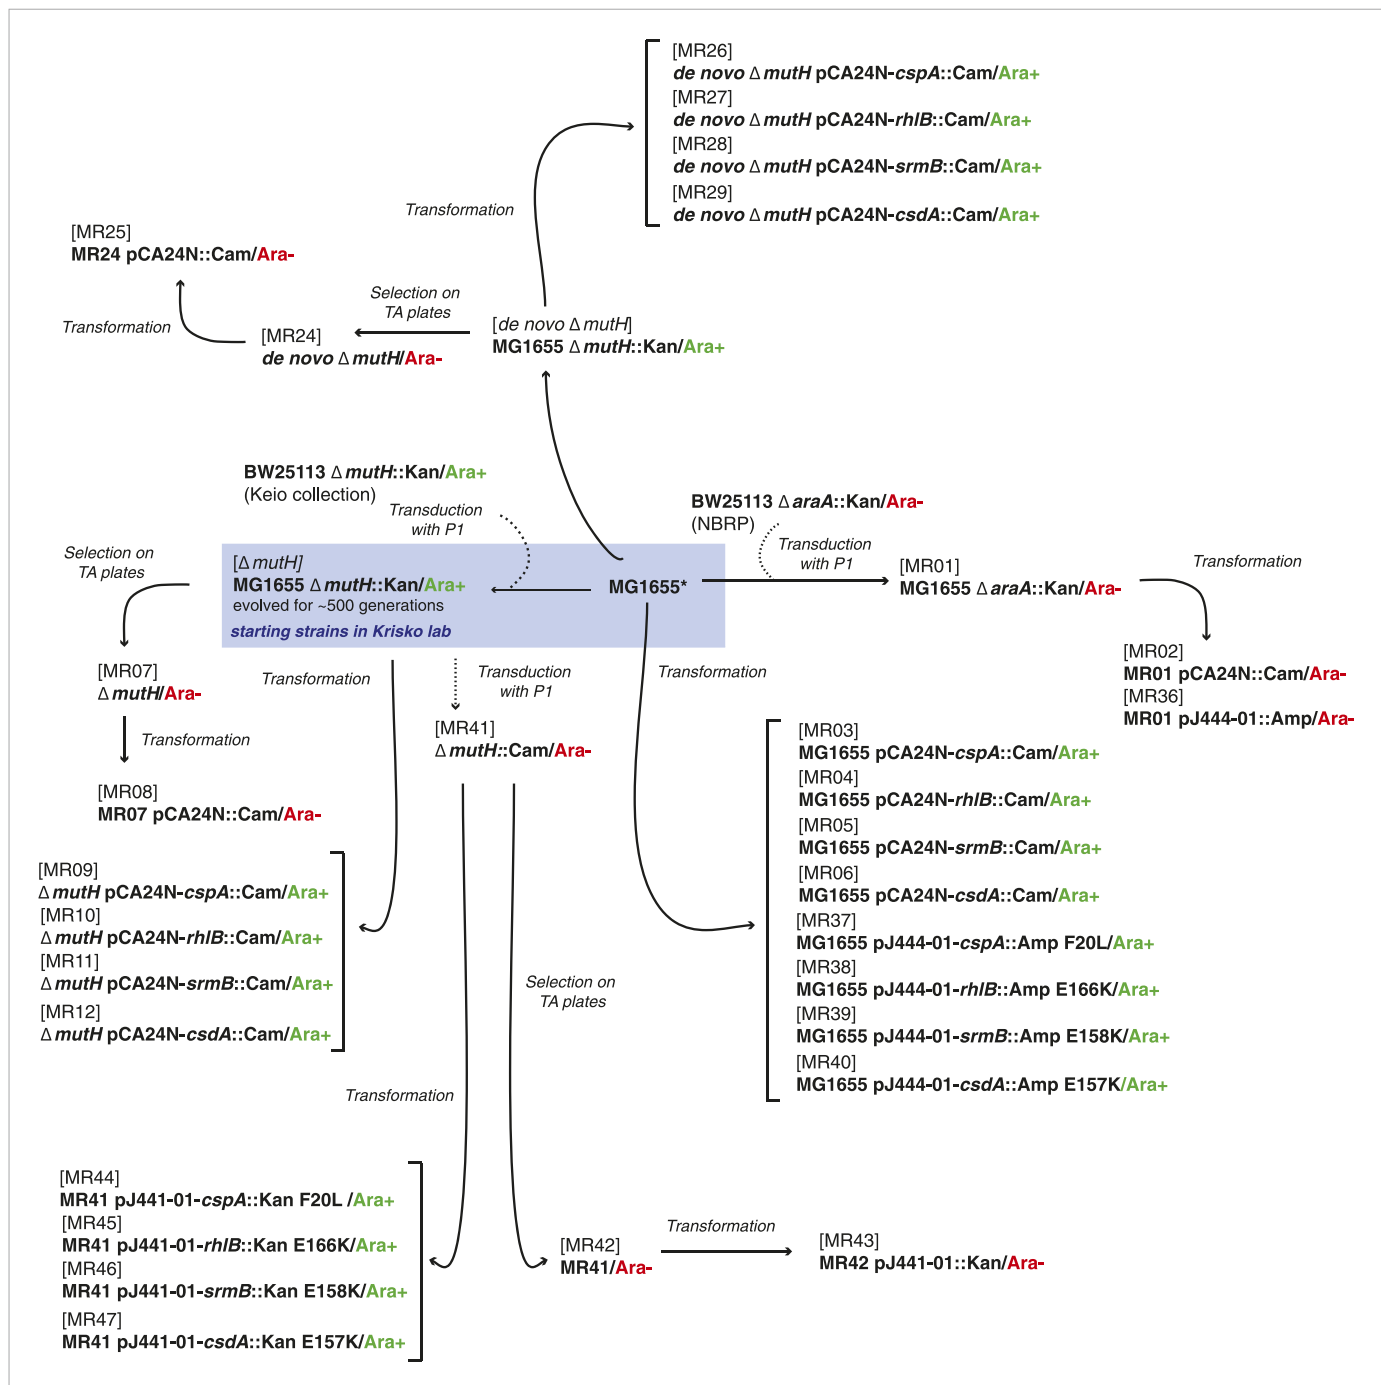 [MR26]
de novo Δ mutH pCA24N-cspA::Cam/Ara+
[MR27]
de novo Δ mutH pCA24N-rhlB::Cam/Ara+
[MR28]
de novo Δ mutH pCA24N-srmB::Cam/Ara+
[MR29]
de novo Δ mutH pCA24N-csdA::Cam/Ara+
Transformation
[MR25]
MR24 pCA24N::Cam/Ara-
Transformation
[MR24]
de novo Δ mutH/Ara-
Selection on
TA plates
[de novo Δ mutH]
MG1655 Δ mutH::Kan/Ara+
BW25113 Δ mutH::Kan/Ara+
(Keio collection)
Transduction
with P1
BW25113 Δ araA::Kan/Ara-
(NBRP)
Transduction
with P1
Selection on
TA plates
[Δ mutH]
MG1655 Δ mutH::Kan/Ara+
evolved for ~500 generations
starting strains in Krisko lab
MG1655*
[MR01]
MG1655 Δ araA::Kan/Ara-
Transformation
[MR02]
MR01 pCA24N::Cam/Ara-
[MR36]
MR01 pJ444-01::Amp/Ara-
[MR07]
Δ mutH/Ara-
Transformation
[MR08]
MR07 pCA24N::Cam/Ara-
Transformation
Transduction
with P1
[MR41]
Δ mutH::Cam/Ara-
Transformation
[MR03]
MG1655 pCA24N-cspA::Cam/Ara+
[MR04]
MG1655 pCA24N-rhlB::Cam/Ara+
[MR05]
MG1655 pCA24N-srmB::Cam/Ara+
[MR06]
MG1655 pCA24N-csdA::Cam/Ara+
[MR37]
MG1655 pJ444-01-cspA::Amp F20L/Ara+
[MR38]
MG1655 pJ444-01-rhlB::Amp E166K/Ara+
[MR39]
MG1655 pJ444-01-srmB::Amp E158K/Ara+
[MR40]
MG1655 pJ444-01-csdA::Amp E157K/Ara+
[MR09]
Δ mutH pCA24N-cspA::Cam/Ara+
[MR10]
Δ mutH pCA24N-rhlB::Cam/Ara+
[MR11]
Δ mutH pCA24N-srmB::Cam/Ara+
[MR12]
Δ mutH pCA24N-csdA::Cam/Ara+
Selection on
TA plates
Transformation
[MR44]
MR41 pJ441-01-cspA::Kan F20L /Ara+
[MR45]
MR41 pJ441-01-rhlB::Kan E166K/Ara+
[MR46]
MR41 pJ441-01-srmB::Kan E158K/Ara+
[MR47]
MR41 pJ441-01-csdA::Kan E157K/Ara+
[MR42]
MR41/Ara-
Transformation
[MR43]
MR42 pJ441-01::Kan/Ara-